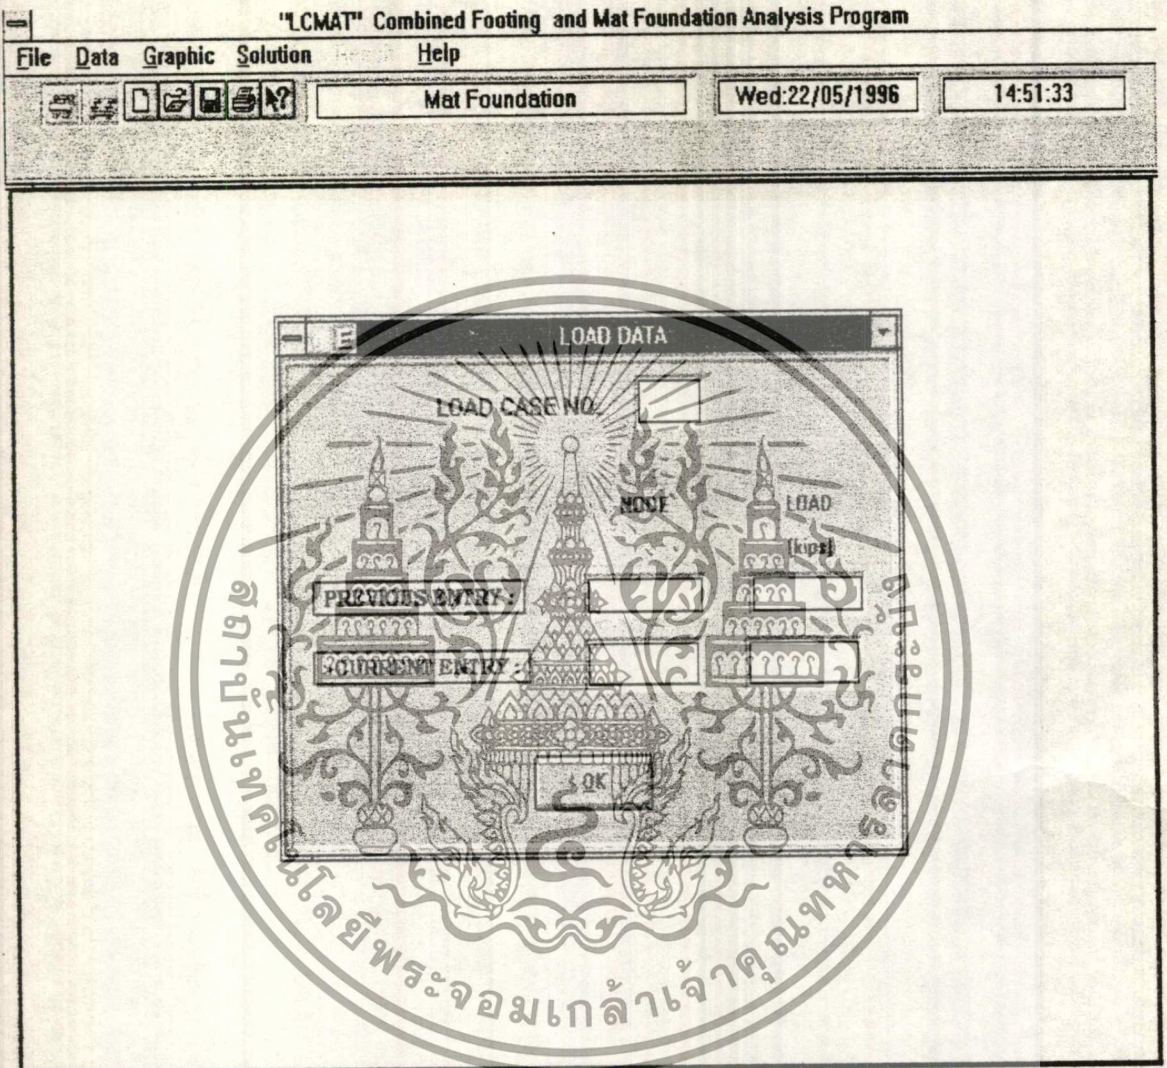 "LCMAT" Combined Footing and Mat Foundation Analysis Program
File Data Graphic Solution Help
Mat Foundation
Wed:22/05/1996
14:51:33
LOAD DATA
LOAD CASE NO.
NODE LOAD
[kips]
PREVIOUS ENTRY :
CURRENT ENTRY :
OK
สถาบันเทคโนโลยีพระจอมเกล้าเจ้าคุณทหารลาดกระบัง